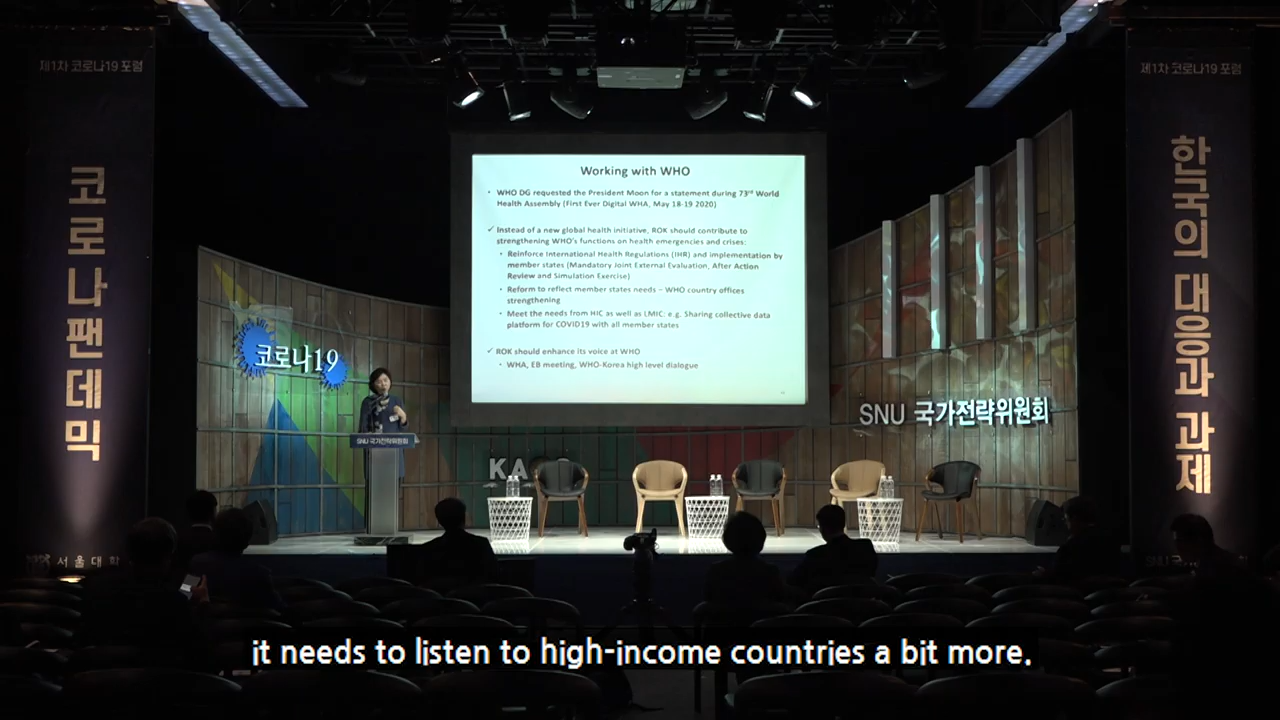 제1차 코로나19 포럼
코로나팬데믹
서울대학
코로나19
SNU 국가전략위원회
Working with WHO
• WHO DG requested the President Moon for a statement during 73rd World
Health Assembly (First Ever Digital WHA, May 18-19 2020)
✓ Instead of a new global health initiative, ROK should contribute to
strengthening WHO's functions on health emergencies and crises:
• Reinforce International Health Regulations (IHR) and implementation by
member states (Mandatory Joint External Evaluation, After Action
Review and Simulation Exercise)
• Reform to reflect member states needs – WHO country offices
strengthening
• Meet the needs from HIC as well as LMIC: e.g. Sharing collective data
platform for COVID19 with all member states
✓ ROK should enhance its voice at WHO
• WHA, EB meeting, WHO-Korea high level dialogue
KA
SNU 국가전략위원회
제1차 코로나19 포럼
한국의 대응과 과제
it needs to listen to high-income countries a bit more.